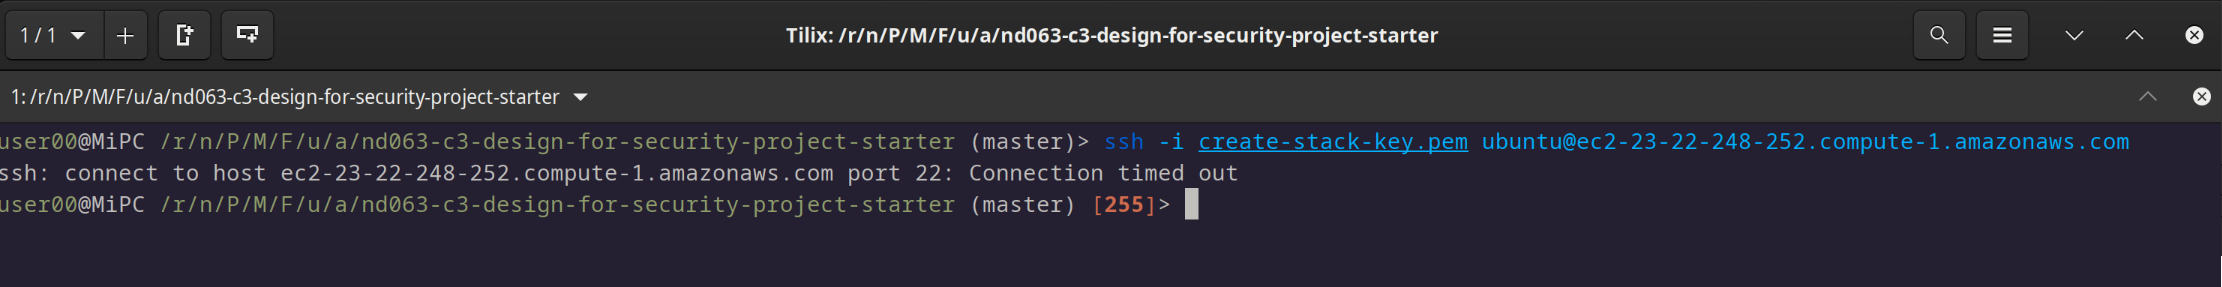 1 / 1
Tilix: /r/n/P/M/F/u/a/nd063-c3-design-for-security-project-starter
1: /r/n/P/M/F/u/a/nd063-c3-design-for-security-project-starter
user00@MiPC /r/n/P/M/F/u/a/nd063-c3-design-for-security-project-starter (master)> ssh -i create-stack-key.pem ubuntu@ec2-23-22-248-252.compute-1.amazonaws.com
ssh: connect to host ec2-23-22-248-252.compute-1.amazonaws.com port 22: Connection timed out
user00@MiPC /r/n/P/M/F/u/a/nd063-c3-design-for-security-project-starter (master) [255]>